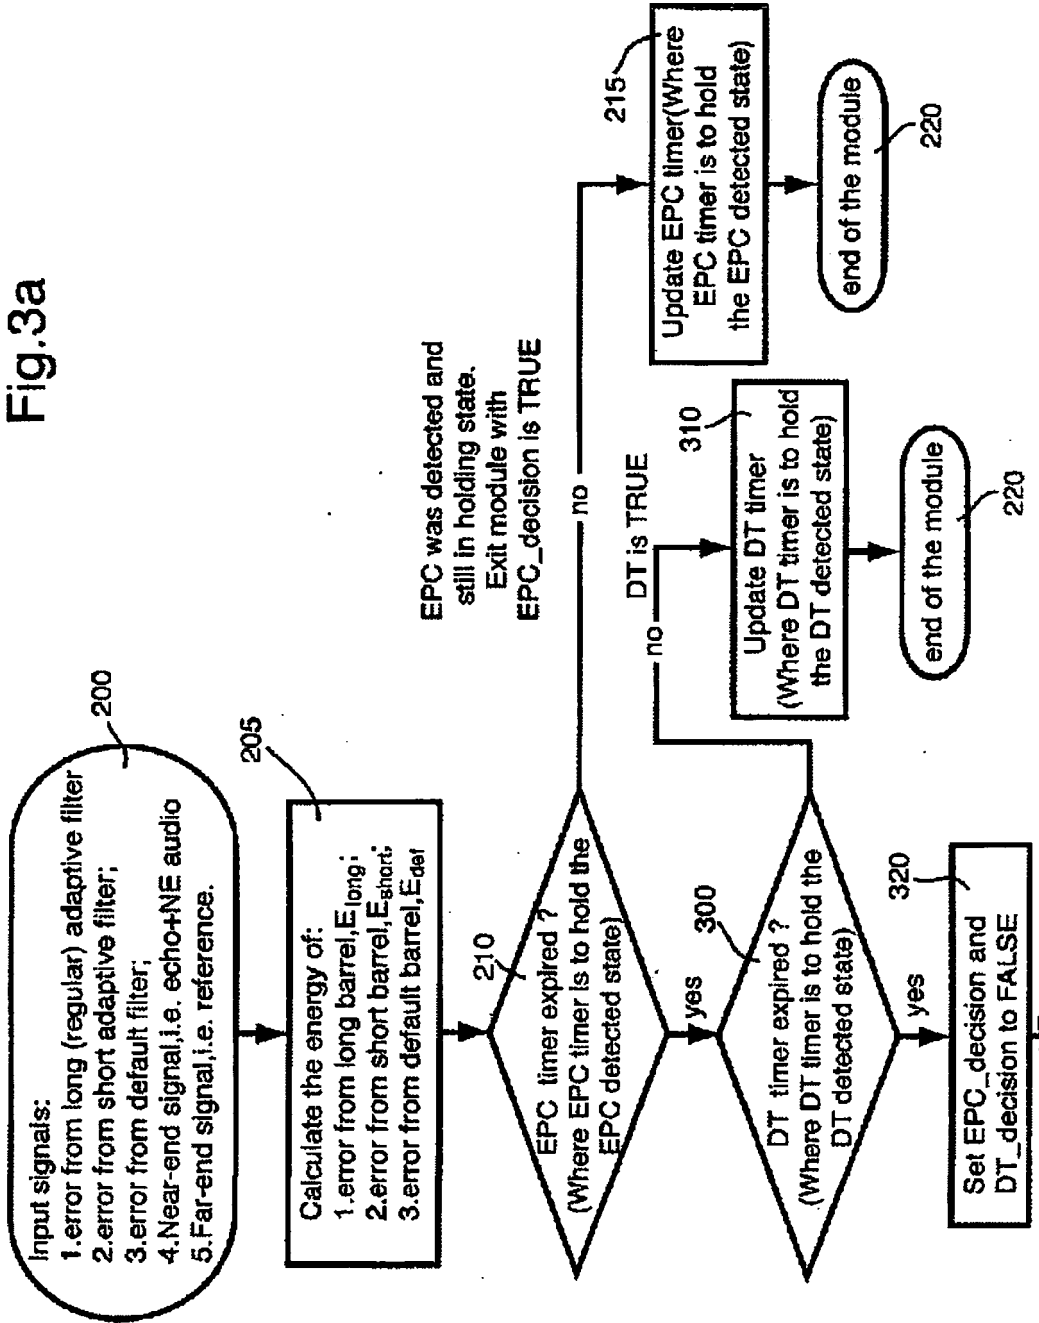 Fig.3a
200
Input signals:
1.error from long (regular) adaptive filter
2.error from short adaptive filter;
3.error from default filter;
4.Near-end signal,i.e. echo+NE audio
5.Far-end signal,i.e. reference.
205
Calculate the energy of:
1.error from long barrel,Elong;
2.error from short barrel,Eshort;
3.error from default barrel,Edef
210
EPC timer expired ?
(Where EPC timer is to hold the
EPC detected state)
no
EPC was detected and
still in holding state.
Exit module with
EPC_decision is TRUE
215
Update EPC timer(Where
EPC timer is to hold
the EPC detected state)
end of the module
220
yes
300
DT timer expired ?
(Where DT timer is to hold the
DT detected state)
no
DT is TRUE
310
Update DT timer
(Where DT timer is to hold
the DT detected state)
end of the module
220
yes
320
Set EPC_decision and
DT_decision to FALSE